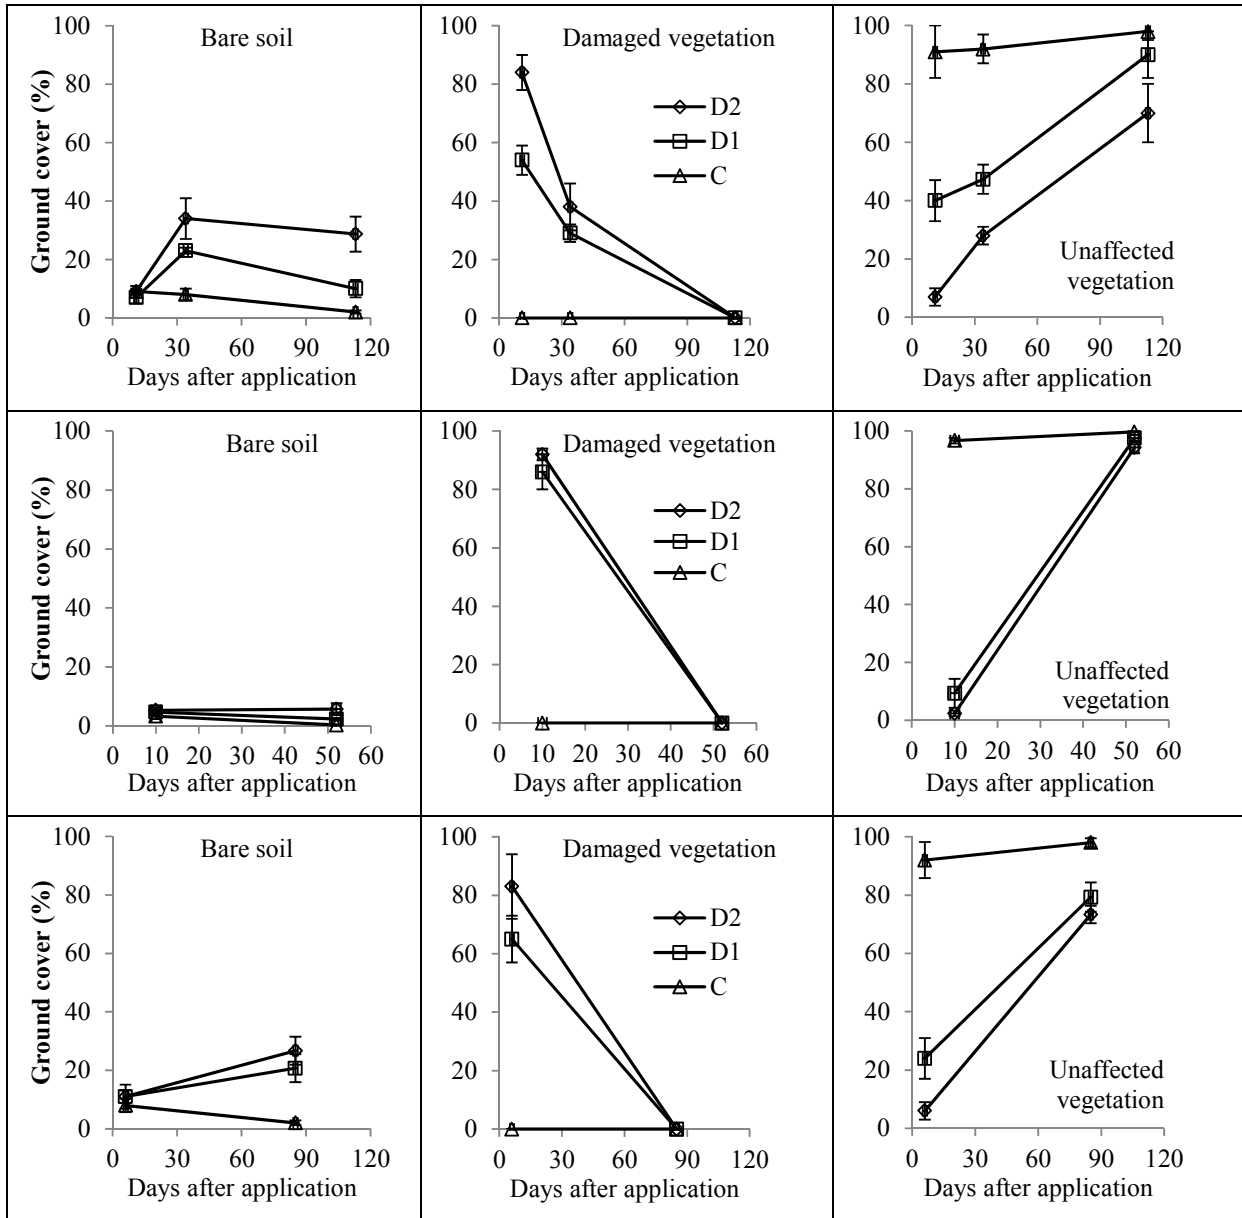 Bare soil
Ground cover (%)
100
80
60
40
20
0
0 30 60 90 120
Days after application
Damaged vegetation
100
80
60
40
20
0
D2
D1
C
0 30 60 90 120
Days after application
100
80
60
40
20
0
Unaffected
vegetation
0 30 60 90 120
Days after application
Bare soil
Ground cover (%)
100
80
60
40
20
0
0 10 20 30 40 50 60
Days after application
Damaged vegetation
100
80
60
40
20
0
D2
D1
C
0 10 20 30 40 50 60
Days after application
100
80
60
40
20
0
Unaffected
vegetation
0 10 20 30 40 50 60
Days after application
Bare soil
Ground cover (%)
100
80
60
40
20
0
0 30 60 90 120
Days after application
Damaged vegetation
100
80
60
40
20
0
D2
D1
C
0 30 60 90 120
Days after application
100
80
60
40
20
0
Unaffected
vegetation
0 30 60 90 120
Days after application